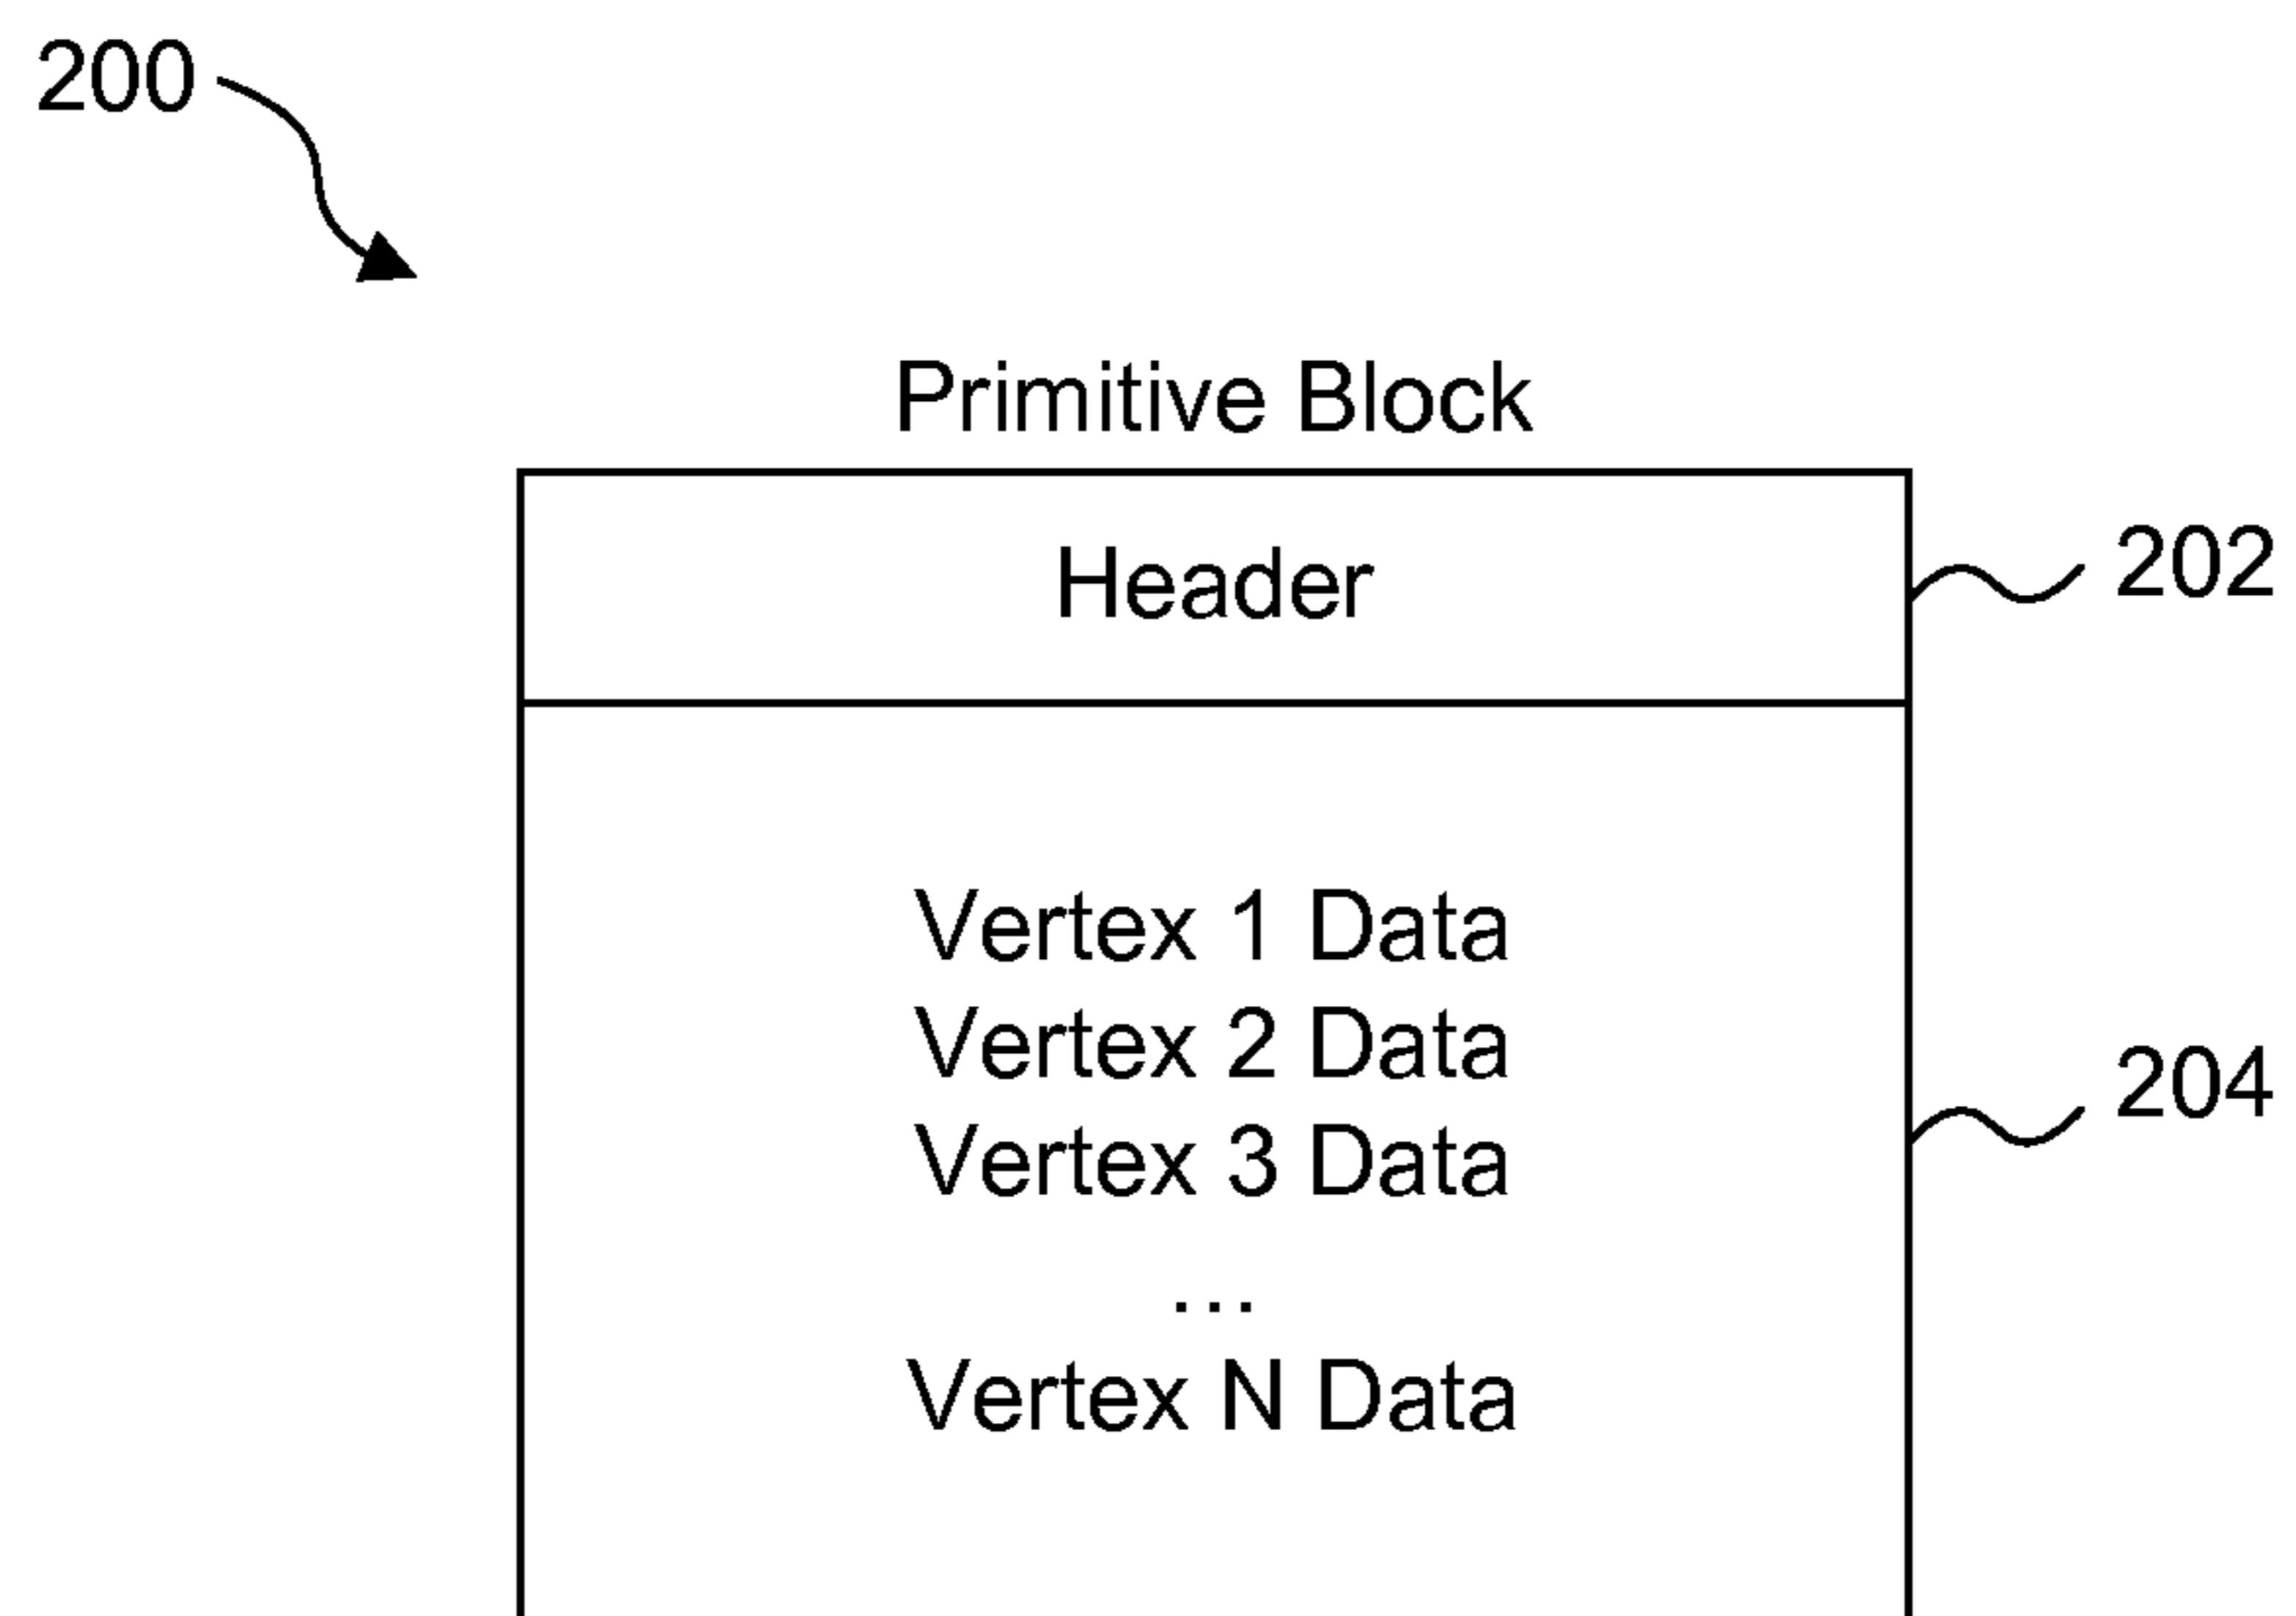 200
Primitive Block
Header
202
Vertex 1 Data
Vertex 2 Data
204
Vertex 3 Data
...
Vertex N Data